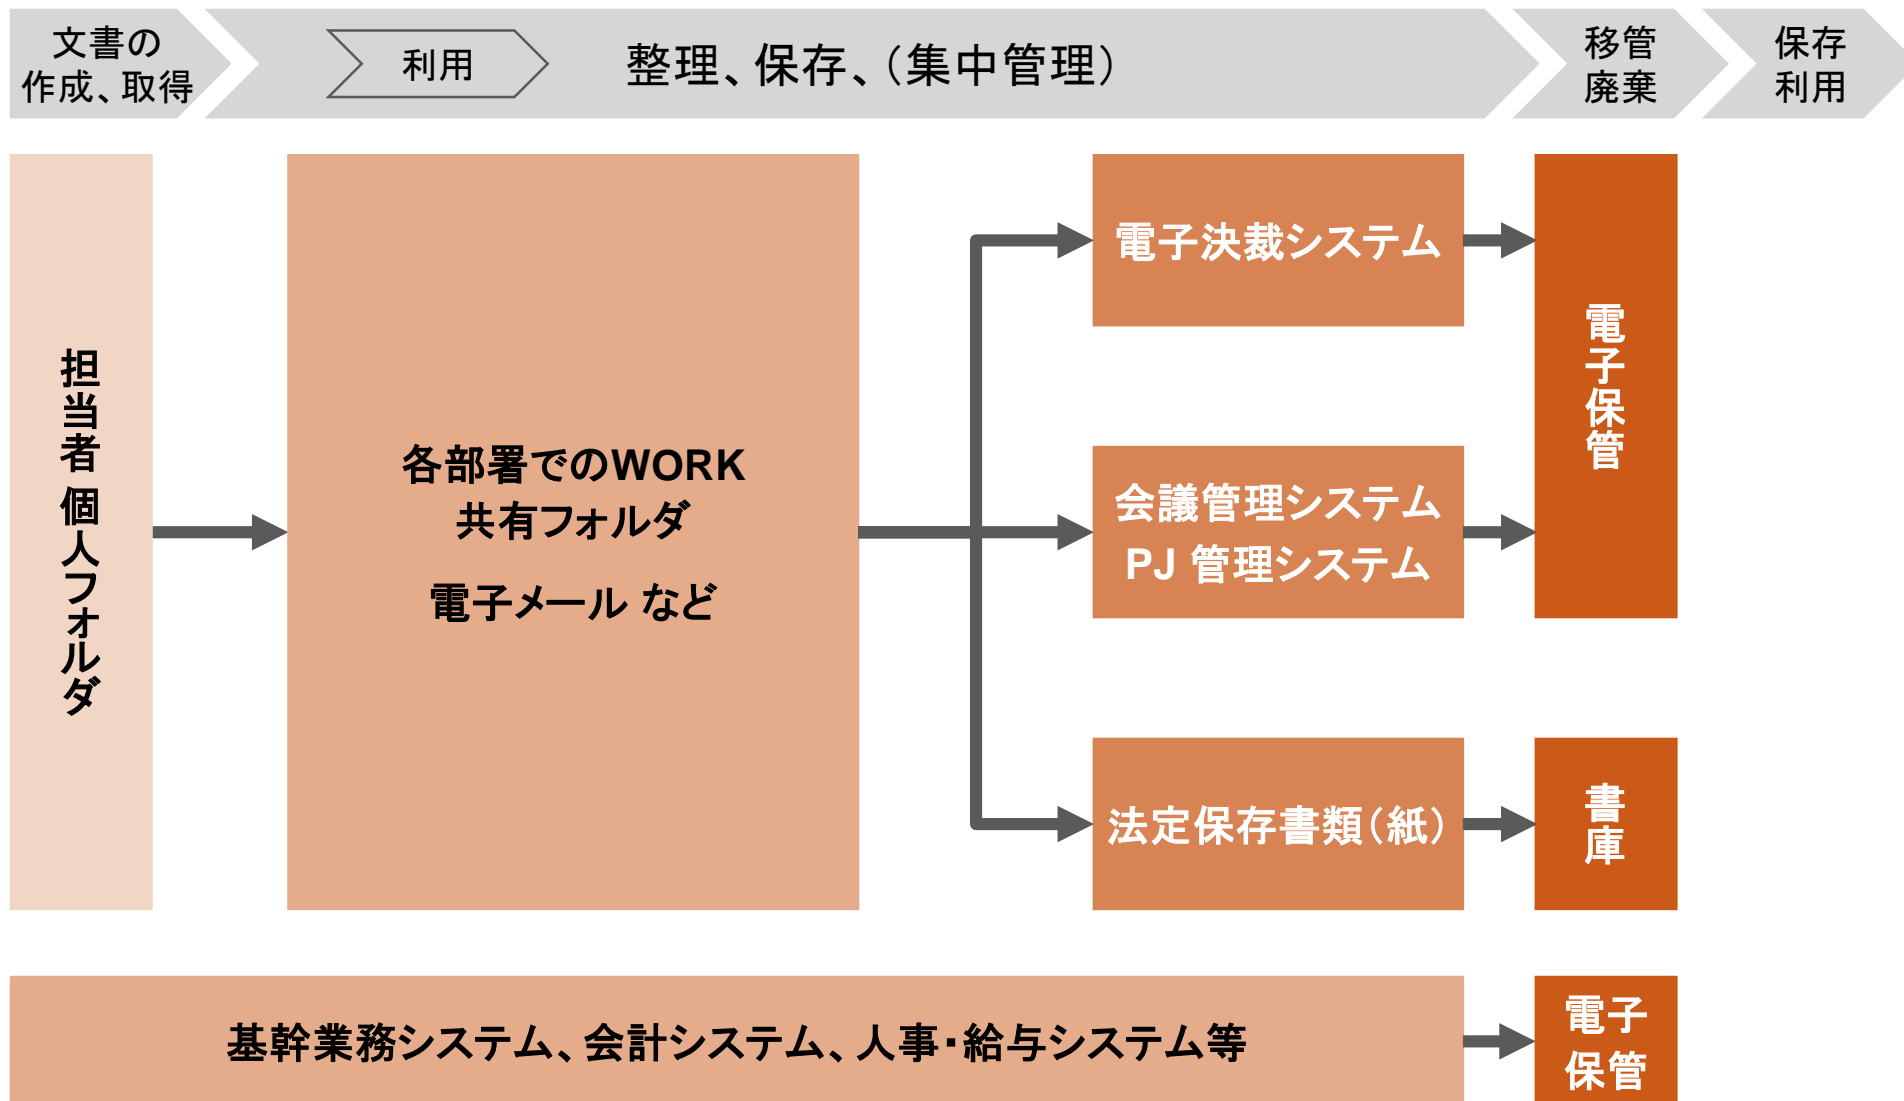 文書の
作成、取得
利用
整理、保存、（集中管理）
移管
廃棄
保存
利用
担当者 個人フォルダ
各部署でのWORK
共有フォルダ
電子メール など
電子決裁システム
会議管理システム
PJ 管理システム
法定保存書類（紙）
電子保管
書庫
基幹業務システム、会計システム、人事・給与システム等
電子
保管